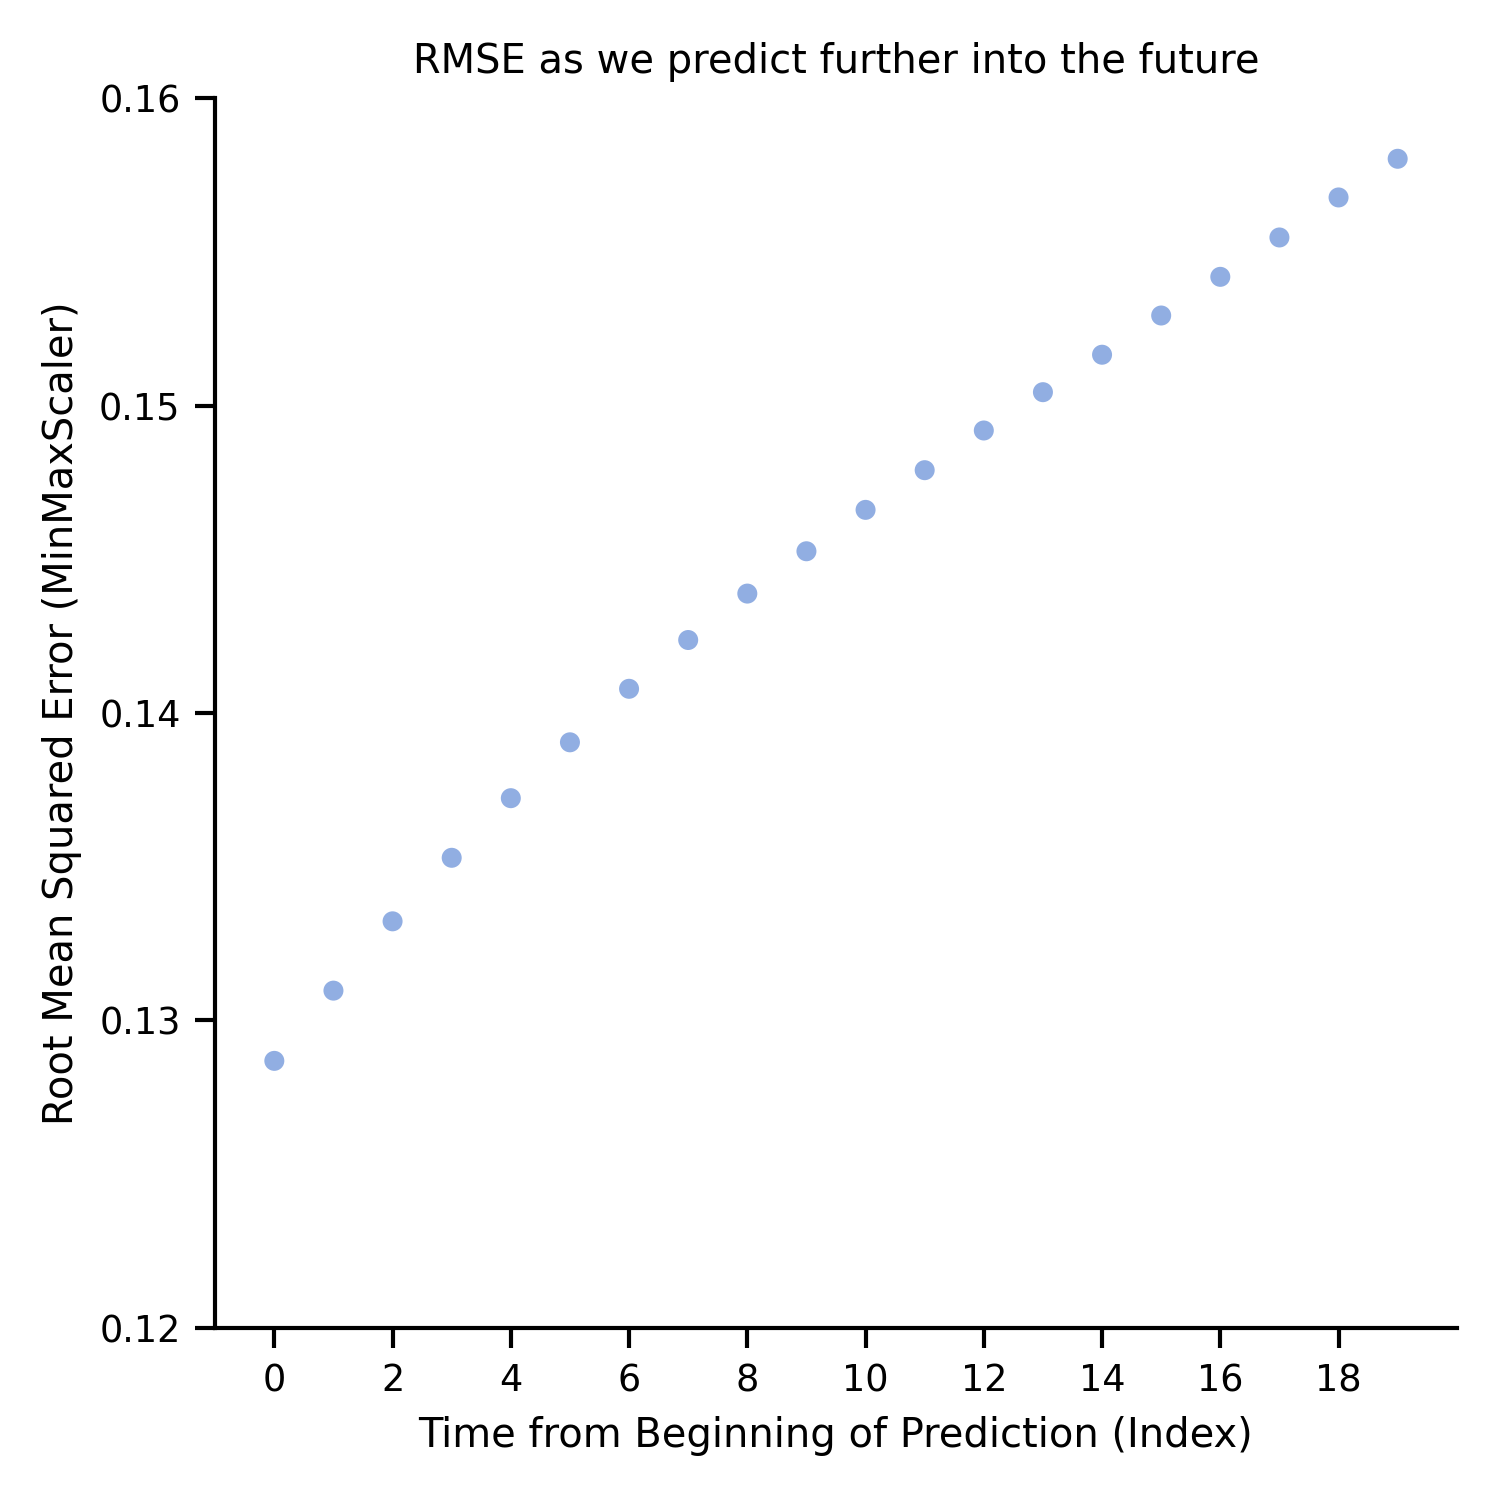 RMSE as we predict further into the future
0.16
0.15
0.14
0.13
0.12
Root Mean Squared Error (MinMaxScaler)
0 2 4 6 8 10 12 14 16 18
Time from Beginning of Prediction (Index)